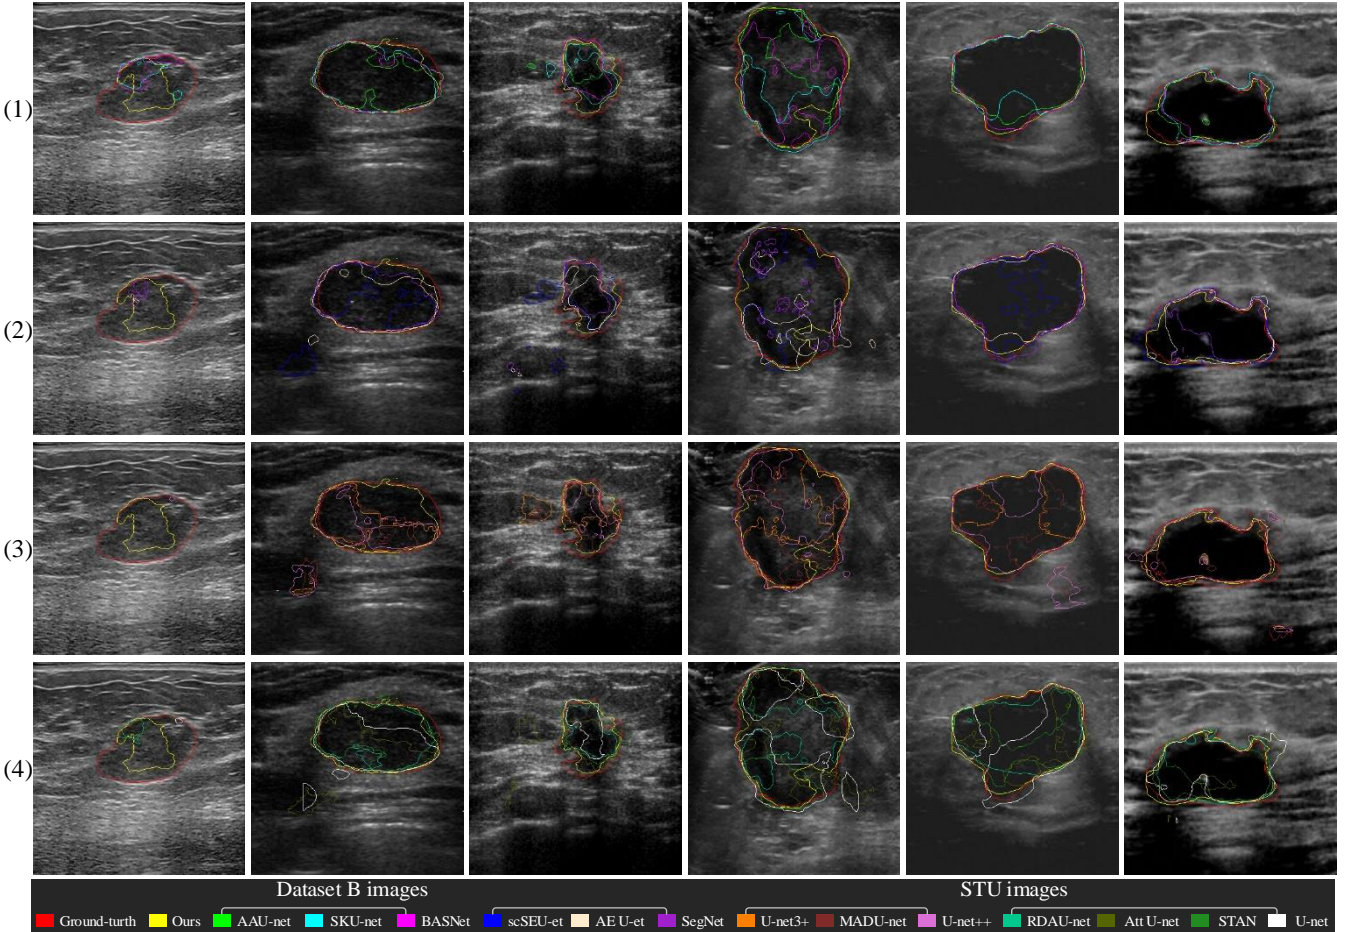 (1)
(2)
(3)
(4)
Dataset B images STU images
Ground-turth Ours AAU-net SKU-net BASNet scSEU-et AE U-et SegNet U-net3+ MADU-net U-net++ RDAU-net Att U-net STAN U-net